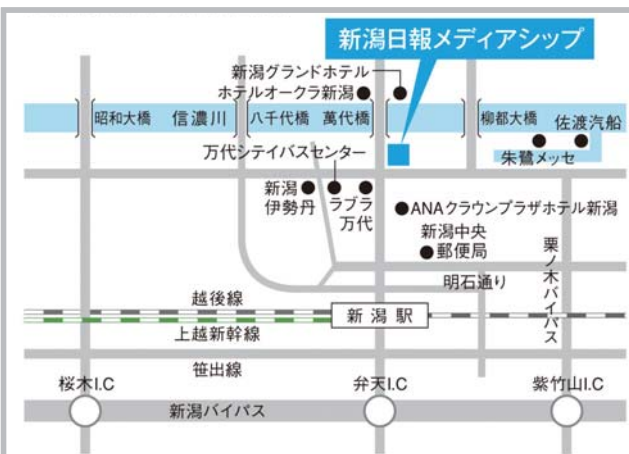 新潟日報メディアシップ
新潟グランドホテル
ホテルオークラ新潟
昭和大橋
信濃川
八千代橋
萬代橋
柳都大橋
佐渡汽船
朱鷺メッセ
万代シテイバスセンター
新潟
伊勢丹
ラブラ
万代
ANAクラウンプラザホテル新潟
新潟中央
郵便局
栗ノ木バイパス
明石通り
越後線
新潟駅
上越新幹線
笹出線
桜木I.C
弁天I.C
紫竹山I.C
新潟バイパス